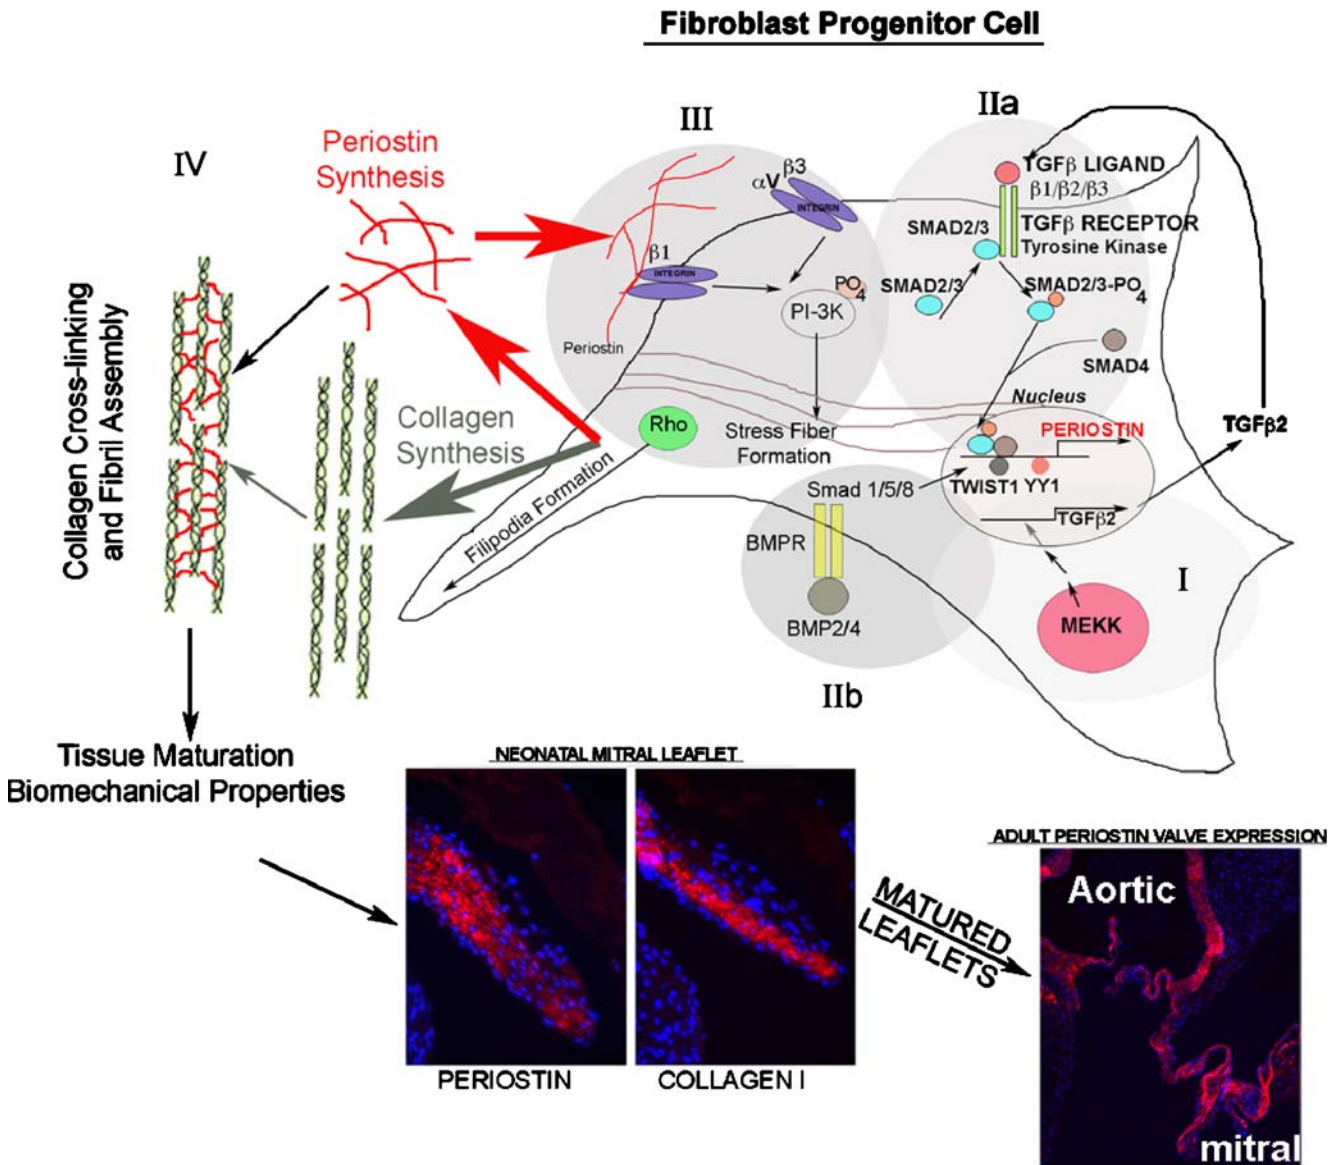 Fibroblast Progenitor Cell
IIa
III
IV
Periostin
Synthesis
TGFβ LIGAND
β1/β2/β3
TGFβ RECEPTOR
Tyrosine Kinase
αV
β3
INTEGRIN
SMAD2/3
β1
INTEGRIN
PO4
SMAD2/3
SMAD2/3-PO4
PI-3K
Periostin
SMAD4
Nucleus
PERIOSTIN
TGFβ2
Collagen Cross-linking
and Fibril Assembly
Collagen
Synthesis
Rho
Stress Fiber
Formation
TWIST1
YY1
Smad 1/5/8
TGFβ2
Filipodia Formation
BMPR
BMP2/4
I
MEKK
IIb
Tissue Maturation
Biomechanical Properties
NEONATAL MITRAL LEAFLET
PERIOSTIN
COLLAGEN I
MATURED
LEAFLETS
ADULT PERIOSTIN VALVE EXPRESSION
Aortic
mitral